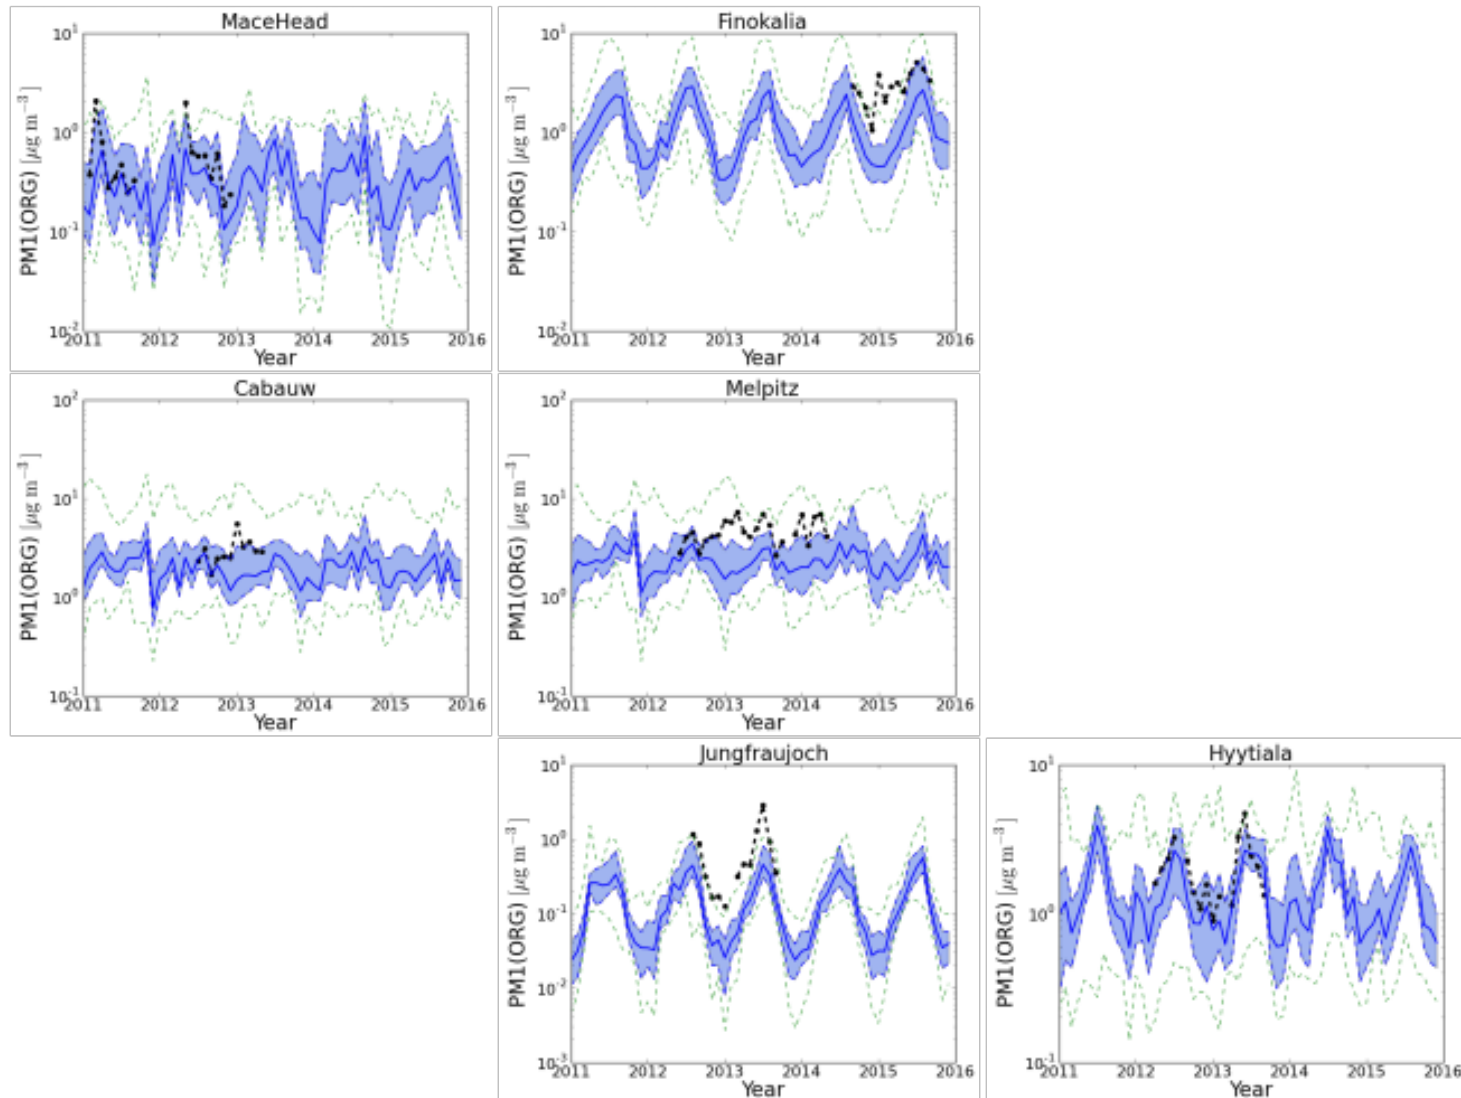 MaceHead
PM1(ORG) [μg m⁻³]
10¹
10⁰
10⁻¹
10⁻²
2011 2012 2013 2014 2015 2016
Year
Finokalia
PM1(ORG) [μg m⁻³]
10¹
10⁰
10⁻¹
10⁻²
2011 2012 2013 2014 2015 2016
Year
Cabauw
PM1(ORG) [μg m⁻³]
10²
10¹
10⁰
10⁻¹
2011 2012 2013 2014 2015 2016
Year
Melpitz
PM1(ORG) [μg m⁻³]
10²
10¹
10⁰
10⁻¹
2011 2012 2013 2014 2015 2016
Year
Jungfraujoch
PM1(ORG) [μg m⁻³]
10¹
10⁰
10⁻¹
10⁻²
10⁻³
2011 2012 2013 2014 2015 2016
Year
Hyytiala
PM1(ORG) [μg m⁻³]
10¹
10⁰
10⁻¹
2011 2012 2013 2014 2015 2016
Year